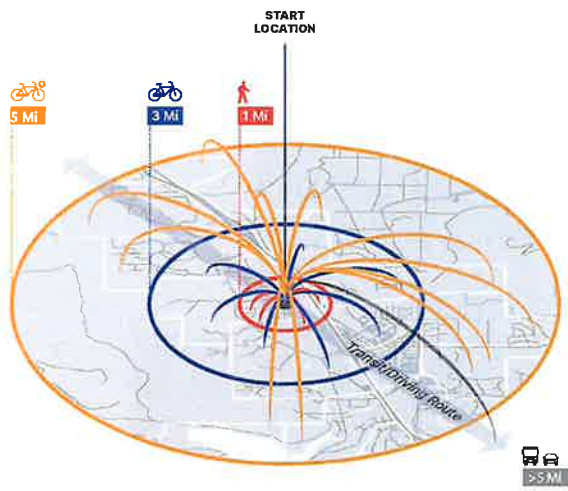 START
LOCATION
5 Mi
3 Mi
1 Mi
Transit/Driving Route
>5 Mi